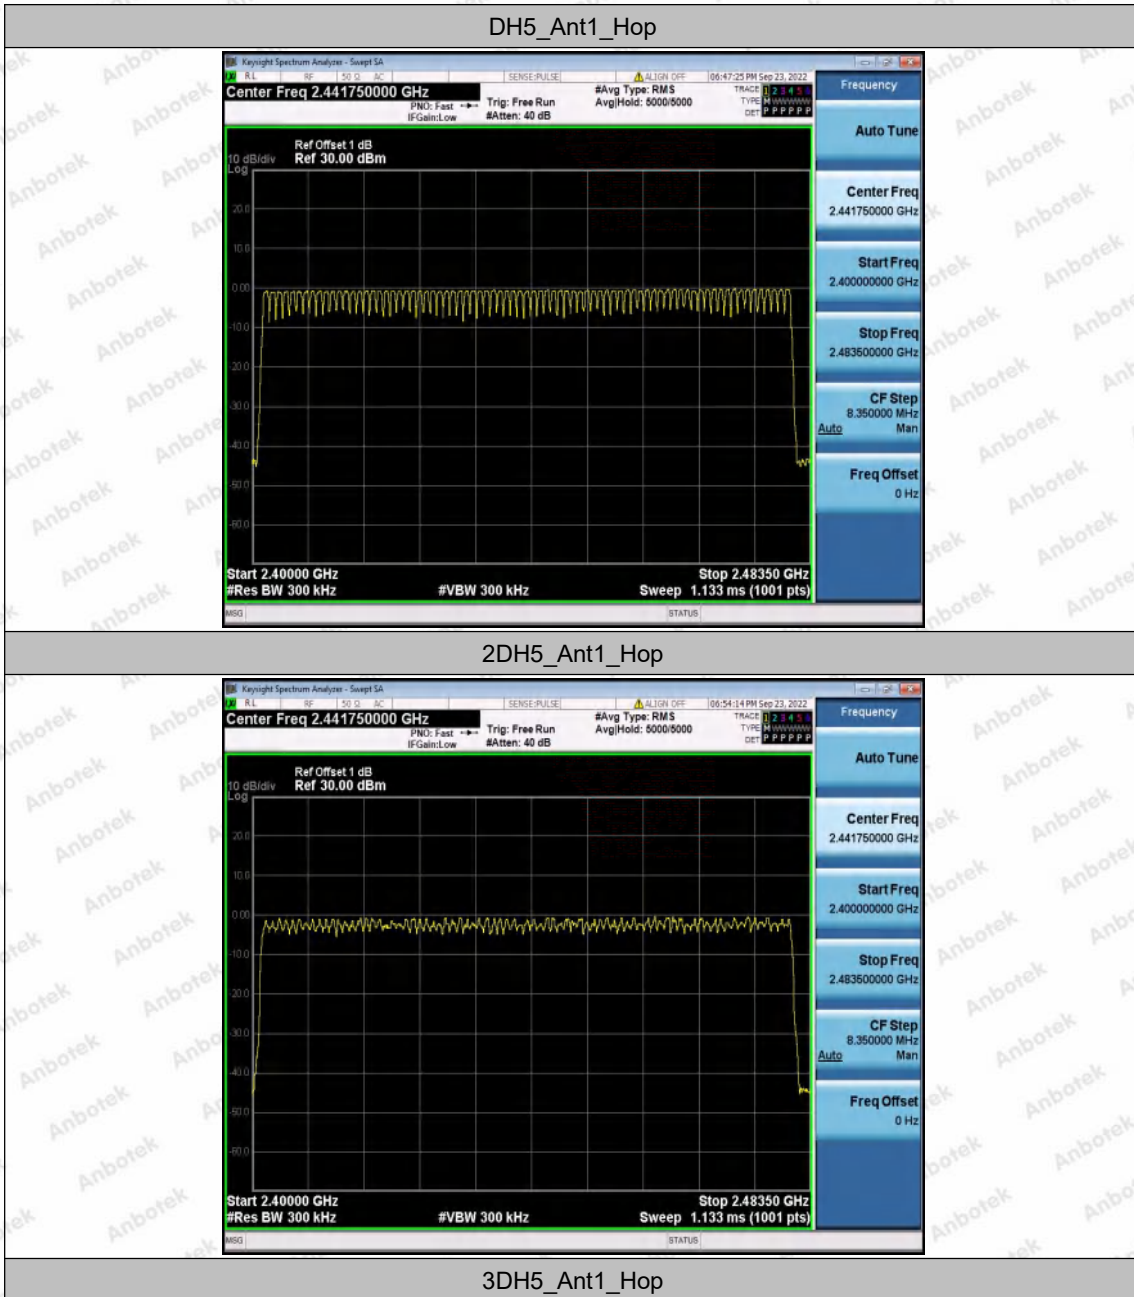 DH5_Ant1_Hop
Keysight Spectrum Analyzer - Swept SA
RL RF 50 Ω AC SENSE:PULSE ALIGN OFF 06:47:25 PM Sep 23, 2022
Center Freq 2.441750000 GHz #Avg Type: RMS TRACE 1 2 3 4 5 6
PNO: Fast Trig: Free Run Avg|Hold: 5000/5000 TYPE M WWWWW
IFGain:Low #Atten: 40 dB DET P P P P P P
Ref Offset 1 dB
10 dB/div Ref 30.00 dBm
Log
20.0
10.0
0.00
-10.0
-20.0
-30.0
-40.0
-50.0
-60.0
Start 2.40000 GHz Stop 2.48350 GHz
#Res BW 300 kHz #VBW 300 kHz Sweep 1.133 ms (1001 pts)
MSG STATUS
Frequency
Auto Tune
Center Freq
2.441750000 GHz
Start Freq
2.400000000 GHz
Stop Freq
2.483500000 GHz
CF Step
8.350000 MHz
Auto Man
Freq Offset
0 Hz
2DH5_Ant1_Hop
Keysight Spectrum Analyzer - Swept SA
RL RF 50 Ω AC SENSE:PULSE ALIGN OFF 06:54:14 PM Sep 23, 2022
Center Freq 2.441750000 GHz #Avg Type: RMS TRACE 1 2 3 4 5 6
PNO: Fast Trig: Free Run Avg|Hold: 5000/5000 TYPE M WWWWW
IFGain:Low #Atten: 40 dB DET P P P P P P
Ref Offset 1 dB
10 dB/div Ref 30.00 dBm
Log
20.0
10.0
0.00
-10.0
-20.0
-30.0
-40.0
-50.0
-60.0
Start 2.40000 GHz Stop 2.48350 GHz
#Res BW 300 kHz #VBW 300 kHz Sweep 1.133 ms (1001 pts)
MSG STATUS
Frequency
Auto Tune
Center Freq
2.441750000 GHz
Start Freq
2.400000000 GHz
Stop Freq
2.483500000 GHz
CF Step
8.350000 MHz
Auto Man
Freq Offset
0 Hz
3DH5_Ant1_Hop
Anbotek